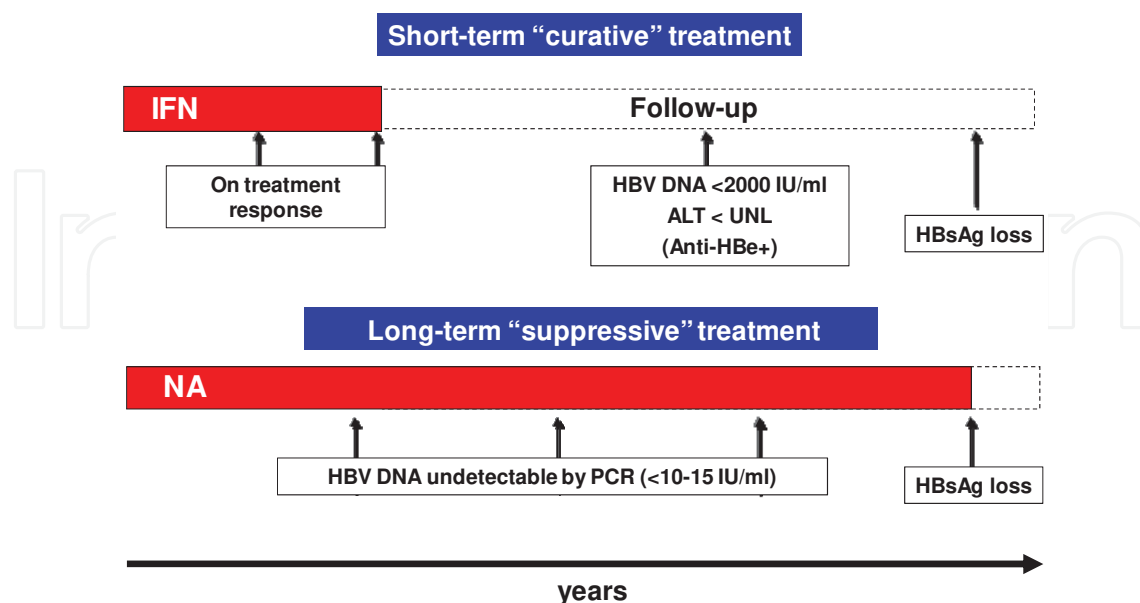 Short-term “curative” treatment
IFN
Follow-up
On treatment
response
HBV DNA <2000 IU/ml
ALT < UNL
(Anti-HBe+)
HBsAg loss
Long-term “suppressive” treatment
NA
HBV DNA undetectable by PCR (<10-15 IU/ml)
HBsAg loss
years